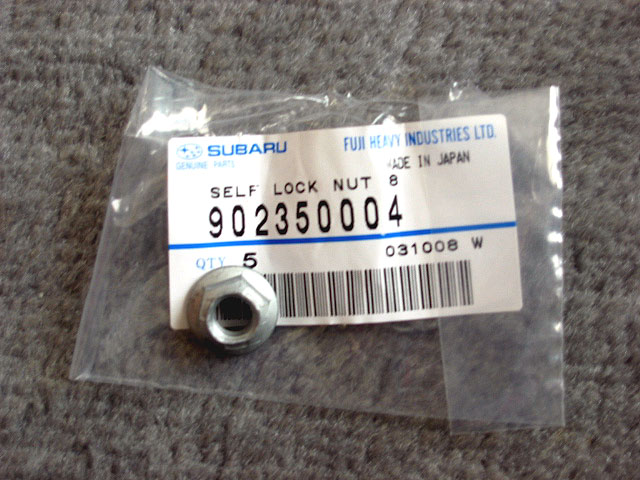 SUBARU
GENUINE PARTS
FUJI HEAVY INDUSTRIES LTD.
MADE IN JAPAN
SELF LOCK NUT 8
902350004
QTY 5
031008 W